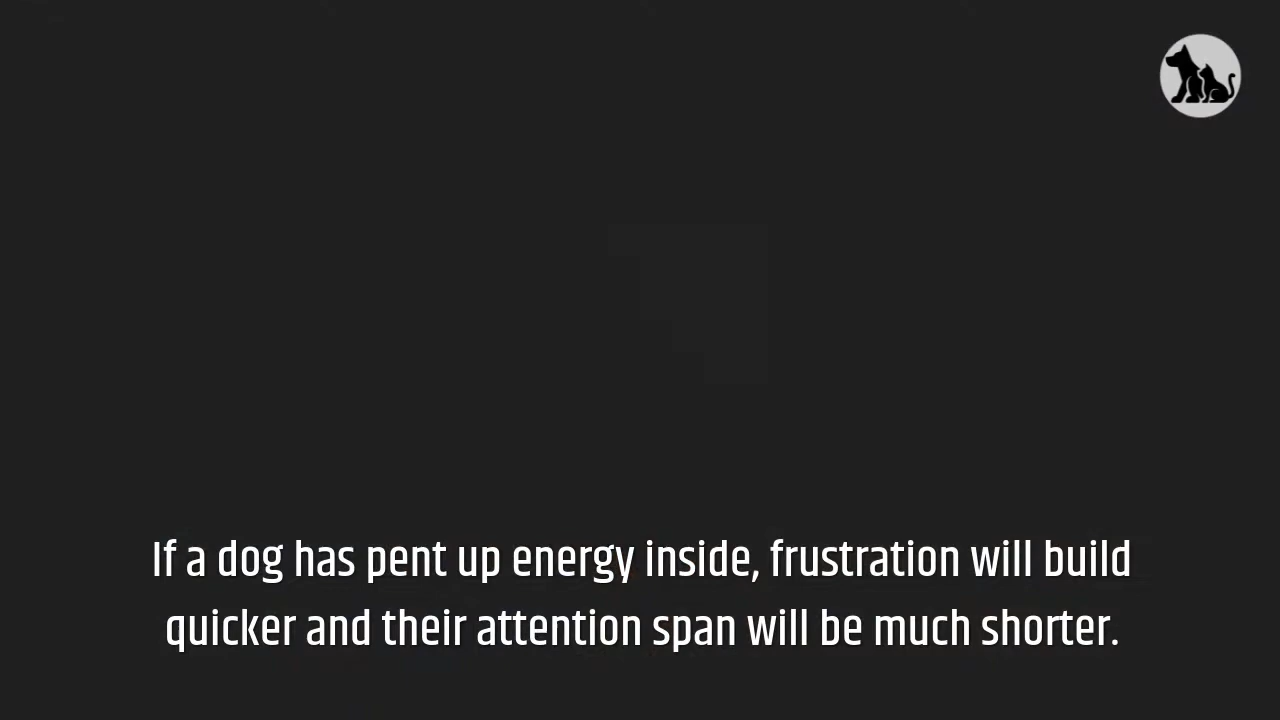 If a dog has pent up energy inside, frustration will build
quicker and their attention span will be much shorter.